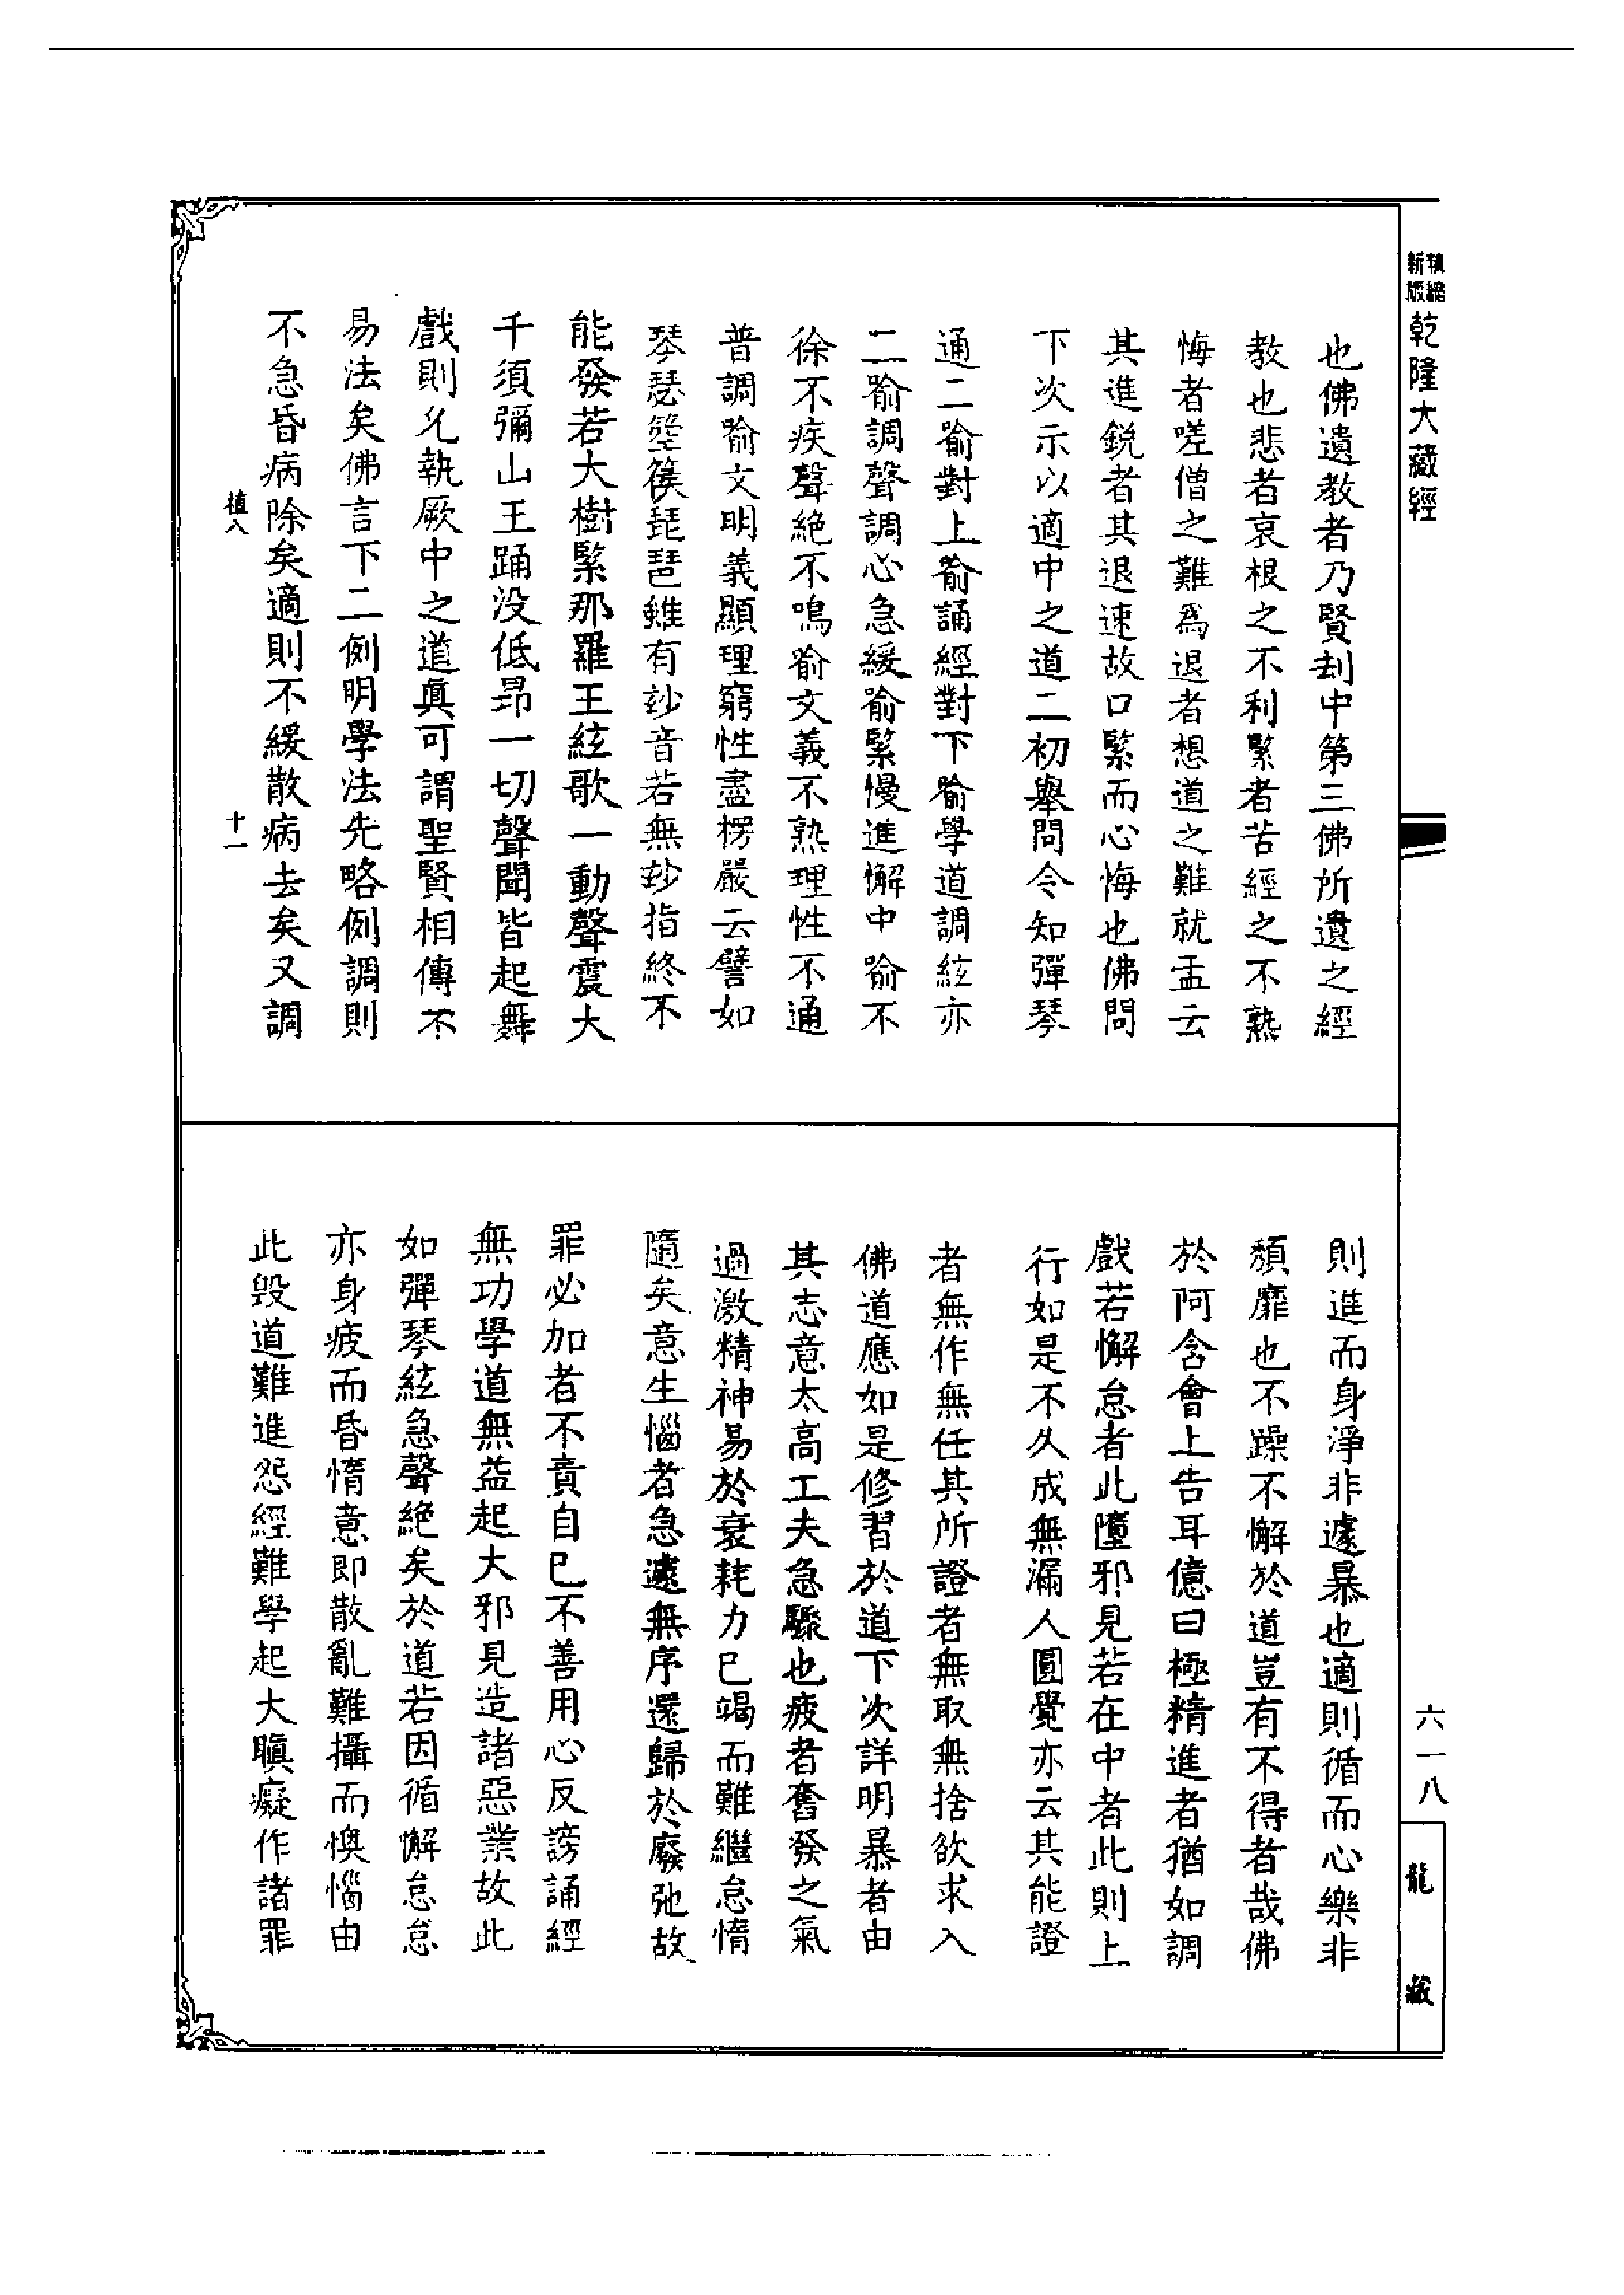 新版 縮
乾隆大藏經
也佛遺教者乃賢刦中第三佛所遺之經
教也悲者哀根之不利緊者苦經之不熟
悔者嗟僧之難爲退者想道之難就孟云
其進銳者其退速故口緊而心悔也佛問
下次示以適中之道二初舉問令知彈琴
通二喻對上喻誦經對下喻學道調絃亦
二喻調聲調心急緩喻緊慢進懈中喻不
徐不疾聲絶不鳴喻文義不熟理性不通
普調喻文明義顯理窮性盡楞嚴云譬如
琴瑟箜篌琵琶雖有玅音若無玅指終不
能發若大樹緊那羅王絃歌一動聲震大
千須彌山王踊没低昻一切聲聞皆起舞
戲則允執厥中之道眞可謂聖賢相傳不
易法矣佛言下二例明學法先略例調則
不急昏病除矣適則不緩散病去矣又調
植八
十一
則進而身淨非遽暴也適則循而心樂非
頹靡也不躁不懈於道豈有不得者哉佛
於阿含會上告耳億曰極精進者猶如調
戲若懈怠者此墮邪見若在中者此則上
行如是不久成無漏人圓覺亦云其能證
者無作無任其所證者無取無捨欲求入
佛道應如是修習於道下次詳明暴者由
其志意太高工夫急驟也疲者奮發之氣
過激精神易於衰耗力已竭而難繼怠惰
隨矣意生惱者急遽無序還歸於廢弛故
罪必加者不責自已不善用心反謗誦經
無功學道無益起大邪見造諸惡業故此
如彈琴絃急聲絶矣於道若因循懈怠怠
亦身疲而昏惰意即散亂難攝而懊惱由
此毀道難進怨經難學起大瞋癡作諸罪
六一八
龍藏